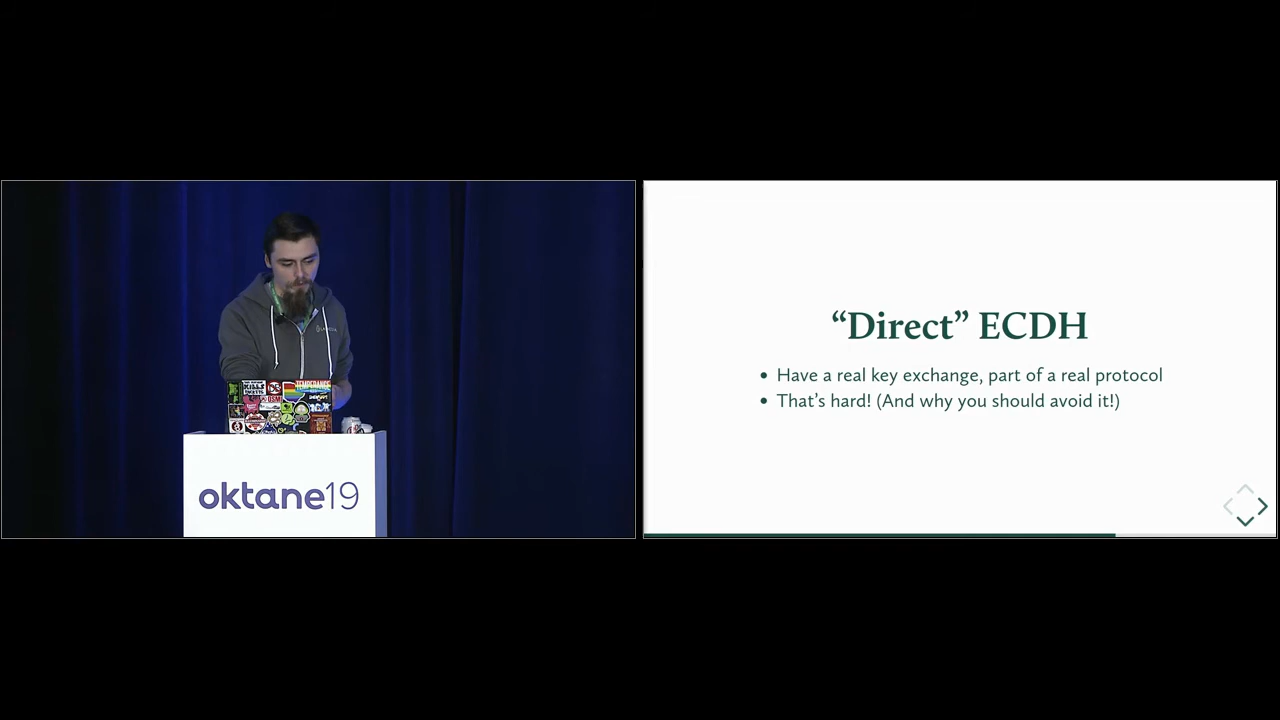 KILLS
oktane19
“Direct” ECDH
• Have a real key exchange, part of a real protocol
• That’s hard! (And why you should avoid it!)